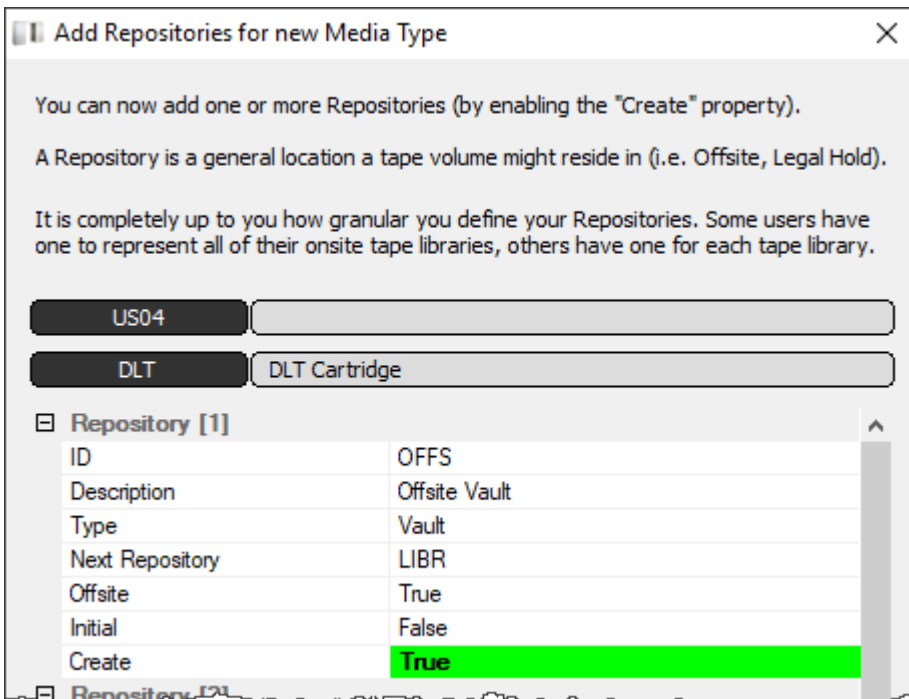 Add Repositories for new Media Type
You can now add one or more Repositories (by enabling the "Create" property).
A Repository is a general location a tape volume might reside in (i.e. Offsite, Legal Hold).
It is completely up to you how granular you define your Repositories. Some users have
one to represent all of their onsite tape libraries, others have one for each tape library.
US04
DLT DLT Cartridge
Repository [1]
ID OFFS
Description Offsite Vault
Type Vault
Next Repository LIBR
Offsite True
Initial False
Create True
Repository [2]